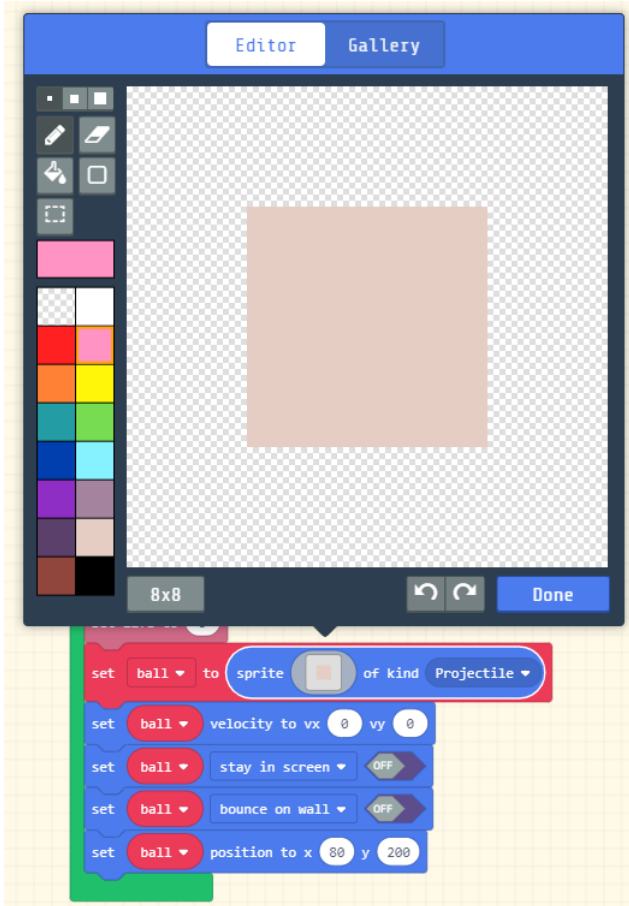 Editor Gallery
8x8 Done
set ball to sprite of kind Projectile
set ball velocity to vx 0 vy 0
set ball stay in screen OFF
set ball bounce on wall OFF
set ball position to x 80 y 200